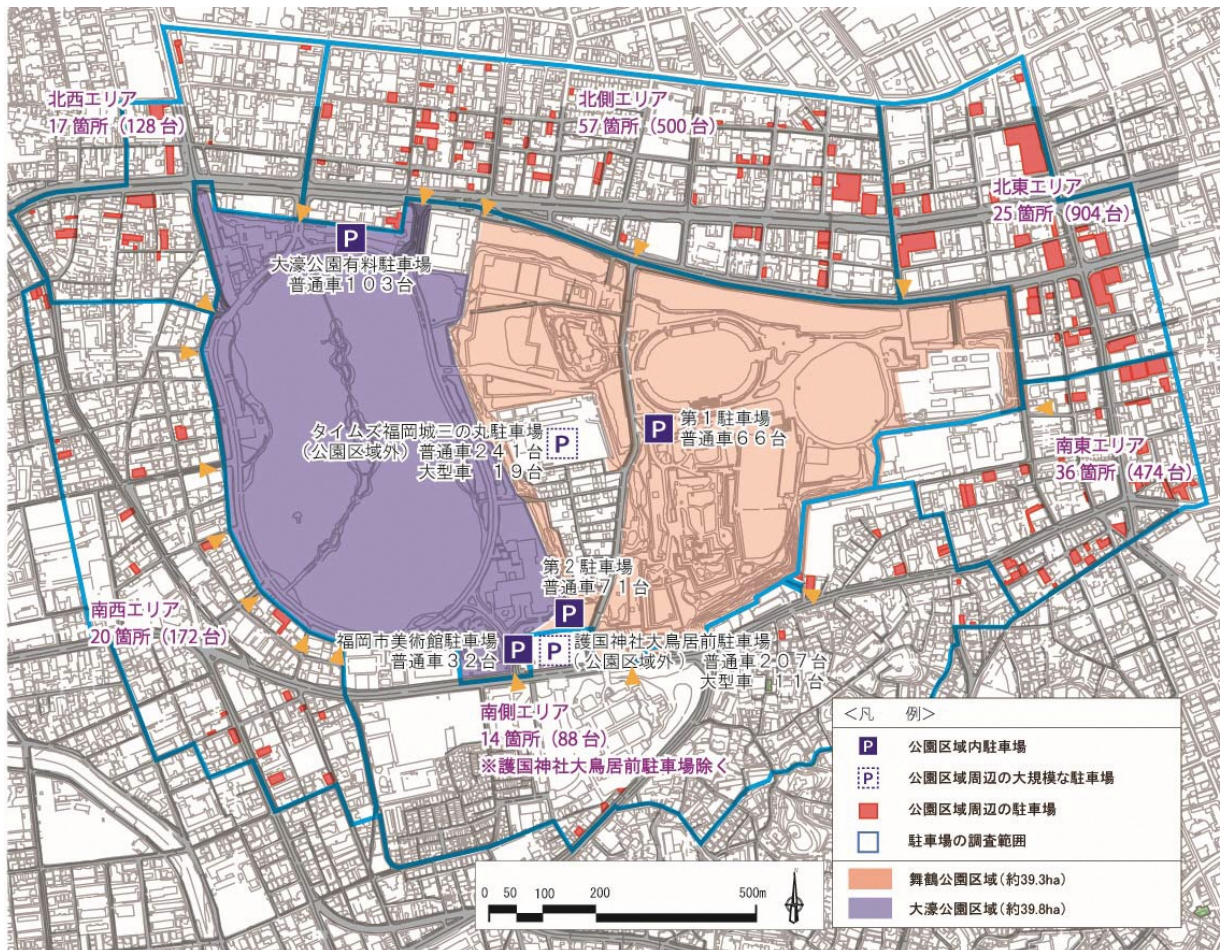 北西エリア
17 箇所（128 台）
北側エリア
57 箇所（500 台）
北東エリア
25 箇所（904 台）
P
大濠公園有料駐車場
普通車１０３台
タイムズ福岡城三の丸駐車場
（公園区域外）普通車２４１台
大型車　１９台
P
P
第１駐車場
普通車６６台
南東エリア
36 箇所（474 台）
第２駐車場
普通車７１台
P
南西エリア
20 箇所（172 台）
福岡市美術館駐車場
普通車３２台
P
P
護国神社大鳥居前駐車場
（公園区域外　普通車２０７台
大型車　１１台
南側エリア
14 箇所（88 台）
※護国神社大鳥居前駐車場除く
＜凡　例＞
P 公園区域内駐車場
P 公園区域周辺の大規模な駐車場
公園区域周辺の駐車場
駐車場の調査範囲
舞鶴公園区域(約39.3ha)
大濠公園区域(約39.8ha)
0 50 100 200 500m